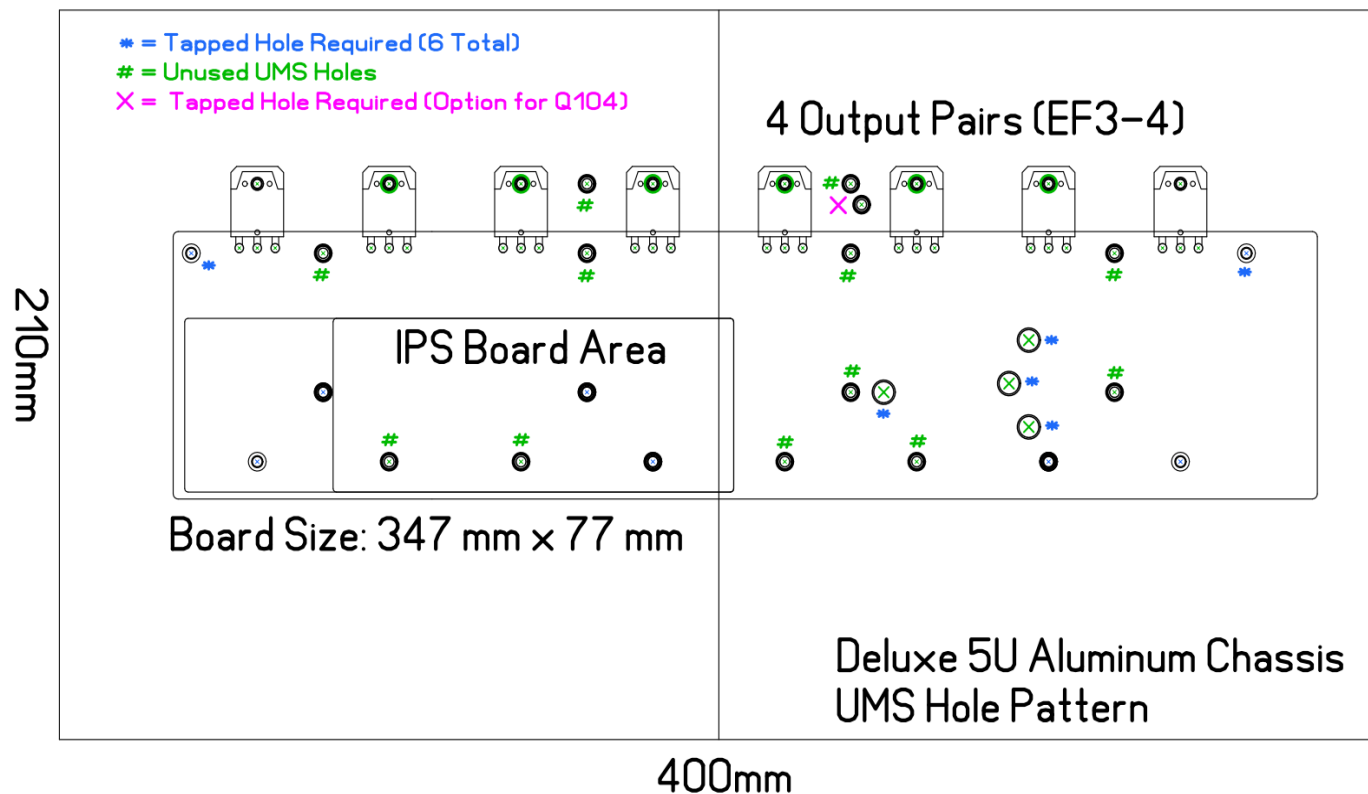 * = Tapped Hole Required (6 Total)
# = Unused UMS Holes
X = Tapped Hole Required (Option for Q104)
4 Output Pairs (EF3-4)
#
#
*
#
#
#
#
*
210mm
IPS Board Area
*
#
#
*
*
*
#
#
#
#
Board Size: 347 mm x 77 mm
Deluxe 5U Aluminum Chassis
UMS Hole Pattern
400mm